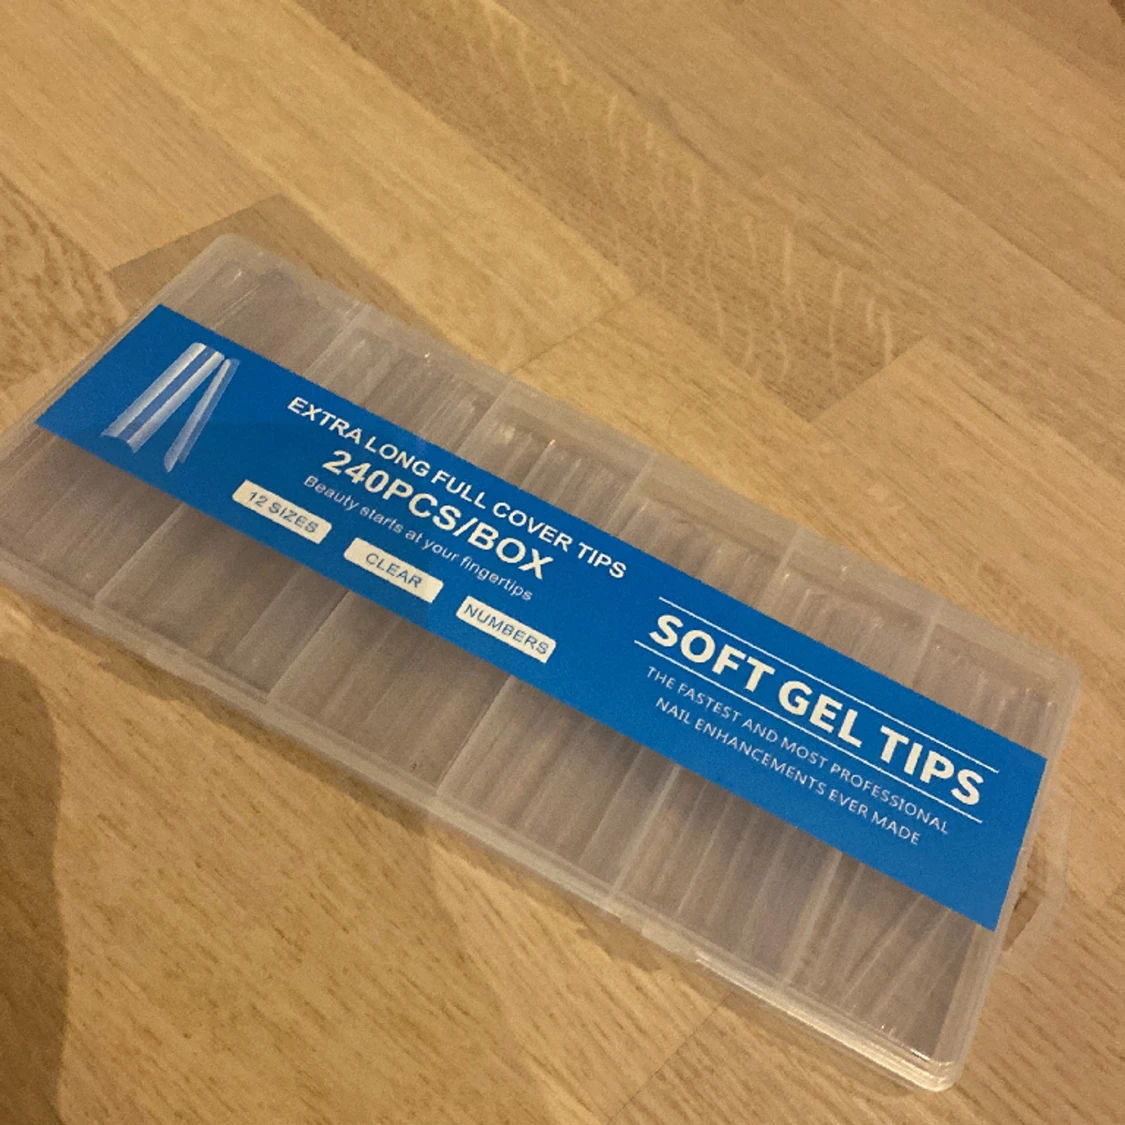 EXTRA LONG FULL COVER TIPS
240PCS/BOX
Beauty starts at your fingertips
12 SIZES
CLEAR
NUMBERS
SOFT GEL TIPS
THE FASTEST AND MOST PROFESSIONAL
NAIL ENHANCEMENTS EVER MADE